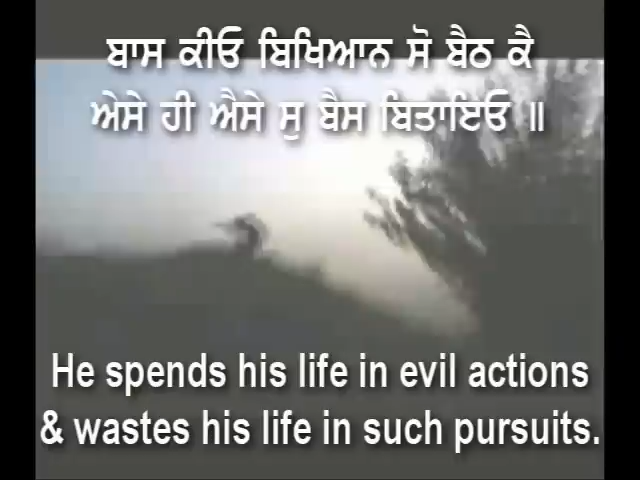 ਬਾਸ ਕੀਓ ਬਿਖਿਆਨ ਸੋ ਬੈਠ ਕੈ
ਐਸੇ ਹੀ ਐਸੇ ਸੁ ਬੈਸ ਬਿਤਾਇਓ ॥
He spends his life in evil actions
& wastes his life in such pursuits.